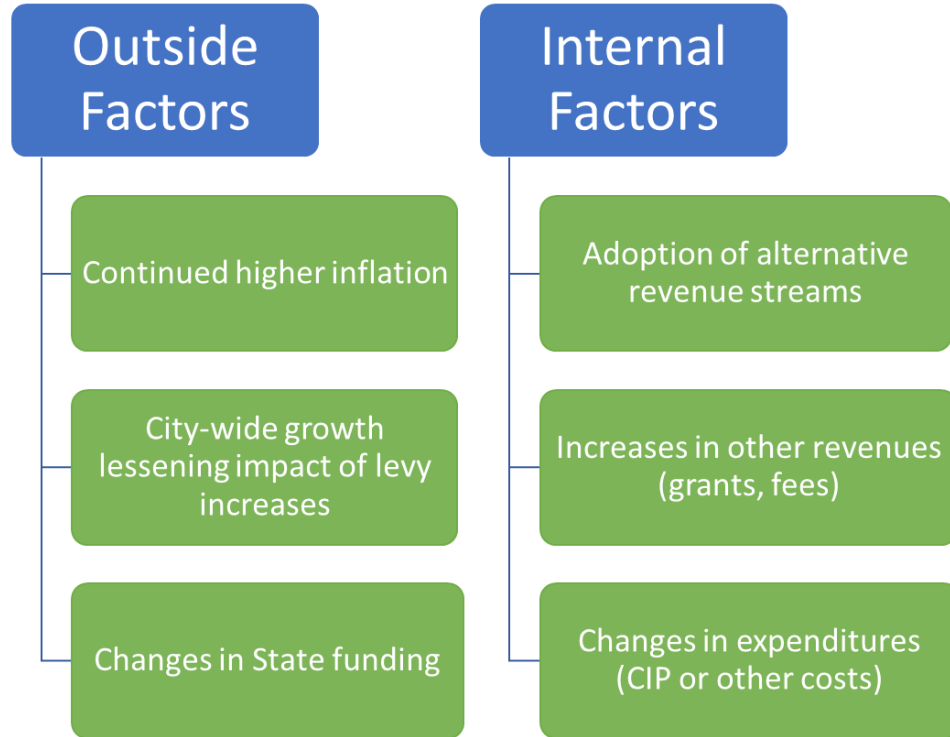 Outside
Factors
Continued higher inflation
City-wide growth
lessening impact of levy
increases
Changes in State funding
Internal
Factors
Adoption of alternative
revenue streams
Increases in other revenues
(grants, fees)
Changes in expenditures
(CIP or other costs)